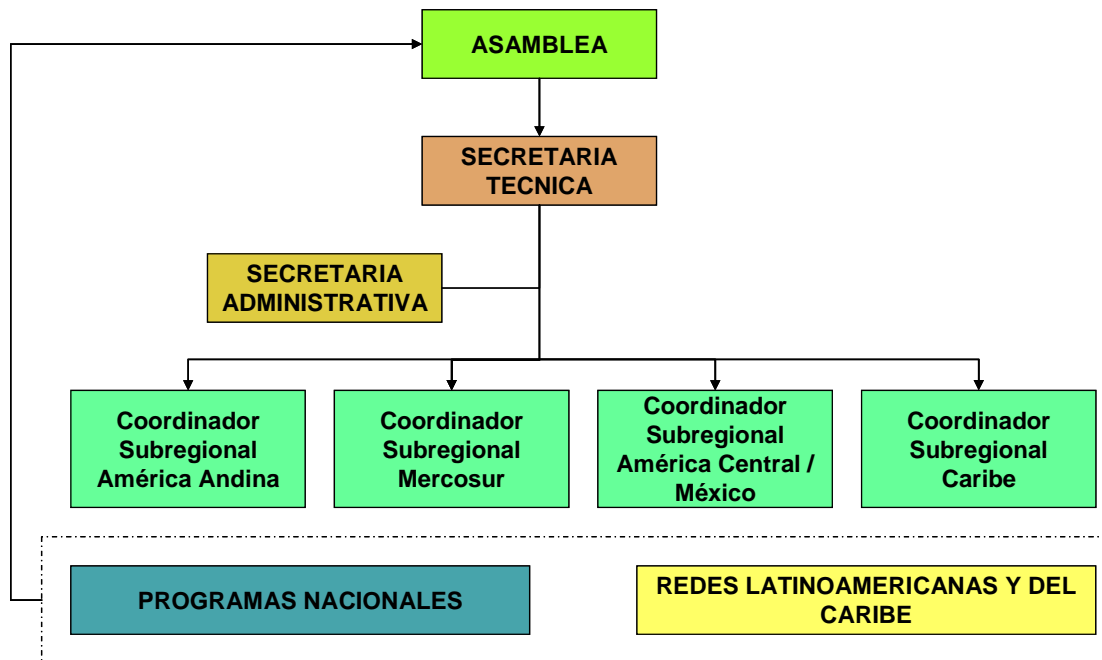 ASAMBLEA
SECRETARIA
TECNICA
SECRETARIA
ADMINISTRATIVA
Coordinador
Subregional
América Andina
Coordinador
Subregional
Mercosur
Coordinador
Subregional
América Central /
México
Coordinador
Subregional
Caribe
PROGRAMAS NACIONALES
REDES LATINOAMERICANAS Y DEL
CARIBE